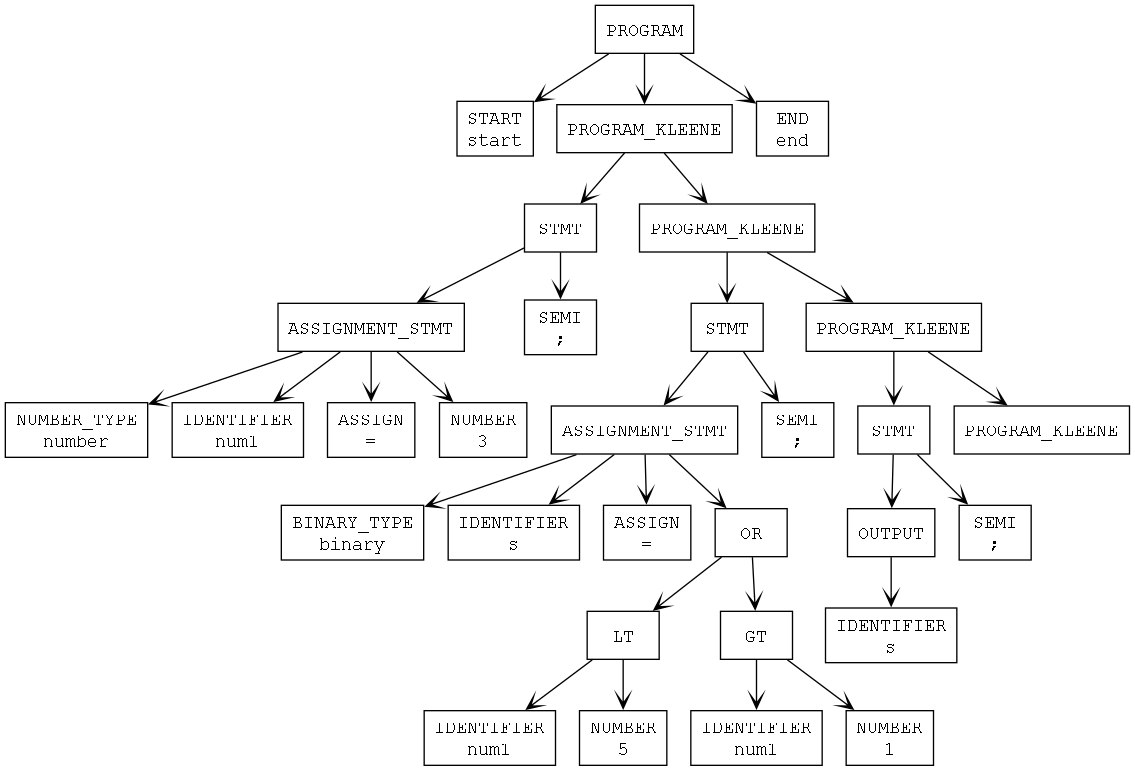 PROGRAM
START
start
PROGRAM_KLEENE
END
end
STMT
PROGRAM_KLEENE
ASSIGNMENT_STMT
SEMI
;
STMT
PROGRAM_KLEENE
NUMBER_TYPE
number
IDENTIFIER
num1
ASSIGN
=
NUMBER
3
ASSIGNMENT_STMT
SEMI
;
STMT
PROGRAM_KLEENE
BINARY_TYPE
binary
IDENTIFIER
s
ASSIGN
=
OR
OUTPUT
SEMI
;
LT
GT
IDENTIFIER
s
IDENTIFIER
num1
NUMBER
5
IDENTIFIER
num1
NUMBER
1